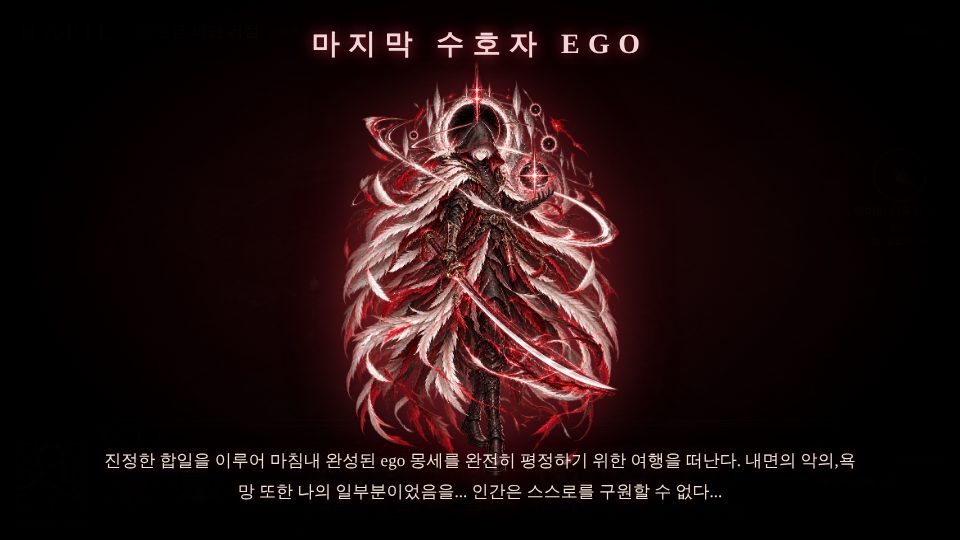 마지막 수호자 EGO
진정한 합일을 이루어 마침내 완성된 ego 몽세를 완전히 평정하기 위한 여행을 떠난다. 내면의 악의,욕
망 또한 나의 일부분이었음을... 인간은 스스로를 구원할 수 없다...